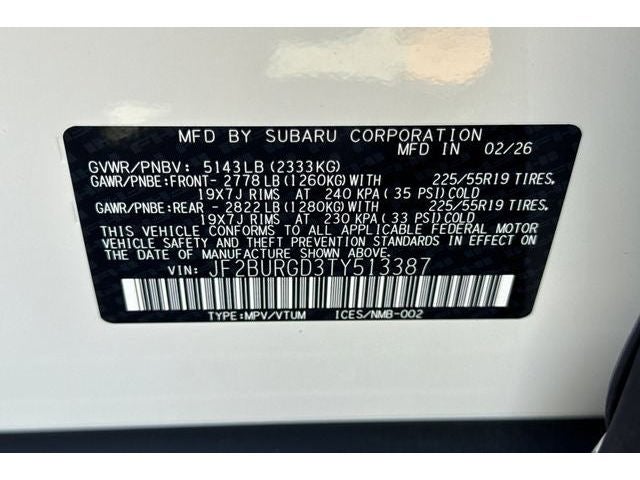 MFD BY SUBARU CORPORATION
MFD IN 02/26
GVWR/PNBV: 5143LB (2333KG)
GAWR/PNBE:FRONT- 2778 LB (1260KG) WITH 225/55R19 TIRES.
19X7J RIMS AT 240 KPA (35 PSI) COLD
GAWR/PNBE:REAR - 2822 LB (1280KG) WITH 225/55R19 TIRES.
19X7J RIMS AT 230 KPA (33 PSI) COLD
THIS VEHICLE CONFORMS TO ALL APPLICABLE FEDERAL MOTOR
VEHICLE SAFETY AND THEFT PREVENTION STANDARDS IN EFFECT ON
THE DATE OF MANUFACTURE SHOWN ABOVE.
VIN: JF2BURGD3TY513387
TYPE:MPV/VTUM ICES/NMB-002